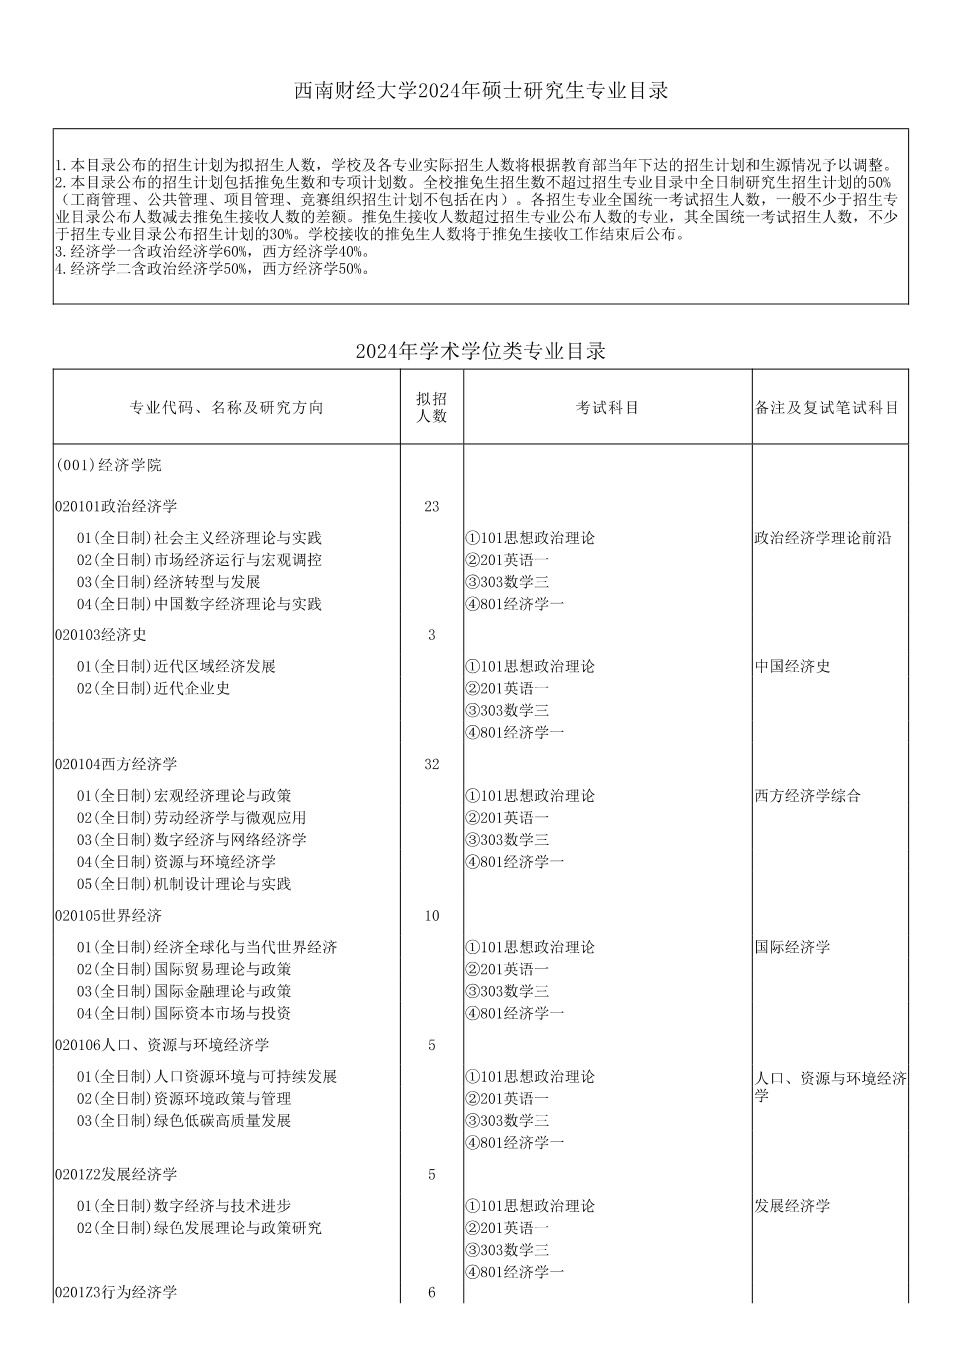 西南财经大学2024年硕士研究生专业目录
1.本目录公布的招生计划为拟招生人数，学校及各专业实际招生人数将根据教育部当年下达的招生计划和生源情况予以调整。
2.本目录公布的招生计划包括推免生数和专项计划数。全校推免生招生数不超过招生专业目录中全日制研究生招生计划的50%
（工商管理、公共管理、项目管理、竞赛组织招生计划不包括在内）。各招生专业全国统一考试招生人数，一般不少于招生专
业目录公布人数减去推免生接收人数的差额。推免生接收人数超过招生专业公布人数的专业，其全国统一考试招生人数，不少
于招生专业目录公布招生计划的30%。学校接收的推免生人数将于推免生接收工作结束后公布。
3.经济学一含政治经济学60%，西方经济学40%。
4.经济学二含政治经济学50%，西方经济学50%。
2024年学术学位类专业目录
专业代码、名称及研究方向 拟招人数 考试科目 备注及复试笔试科目
(001)经济学院
020101政治经济学 23
01(全日制)社会主义经济理论与实践 ①101思想政治理论 政治经济学理论前沿
02(全日制)市场经济运行与宏观调控 ②201英语一
03(全日制)经济转型与发展 ③303数学三
04(全日制)中国数字经济理论与实践 ④801经济学一
020103经济史 3
01(全日制)近代区域经济发展 ①101思想政治理论 中国经济史
02(全日制)近代企业史 ②201英语一
③303数学三
④801经济学一
020104西方经济学 32
01(全日制)宏观经济理论与政策 ①101思想政治理论 西方经济学综合
02(全日制)劳动经济学与微观应用 ②201英语一
03(全日制)数字经济与网络经济学 ③303数学三
04(全日制)资源与环境经济学 ④801经济学一
05(全日制)机制设计理论与实践
020105世界经济 10
01(全日制)经济全球化与当代世界经济 ①101思想政治理论 国际经济学
02(全日制)国际贸易理论与政策 ②201英语一
03(全日制)国际金融理论与政策 ③303数学三
04(全日制)国际资本市场与投资 ④801经济学一
020106人口、资源与环境经济学 5
01(全日制)人口资源环境与可持续发展 ①101思想政治理论 人口、资源与环境经济
02(全日制)资源环境政策与管理 ②201英语一 学
03(全日制)绿色低碳高质量发展 ③303数学三
④801经济学一
0201Z2发展经济学 5
01(全日制)数字经济与技术进步 ①101思想政治理论 发展经济学
02(全日制)绿色发展理论与政策研究 ②201英语一
③303数学三
④801经济学一
0201Z3行为经济学 6